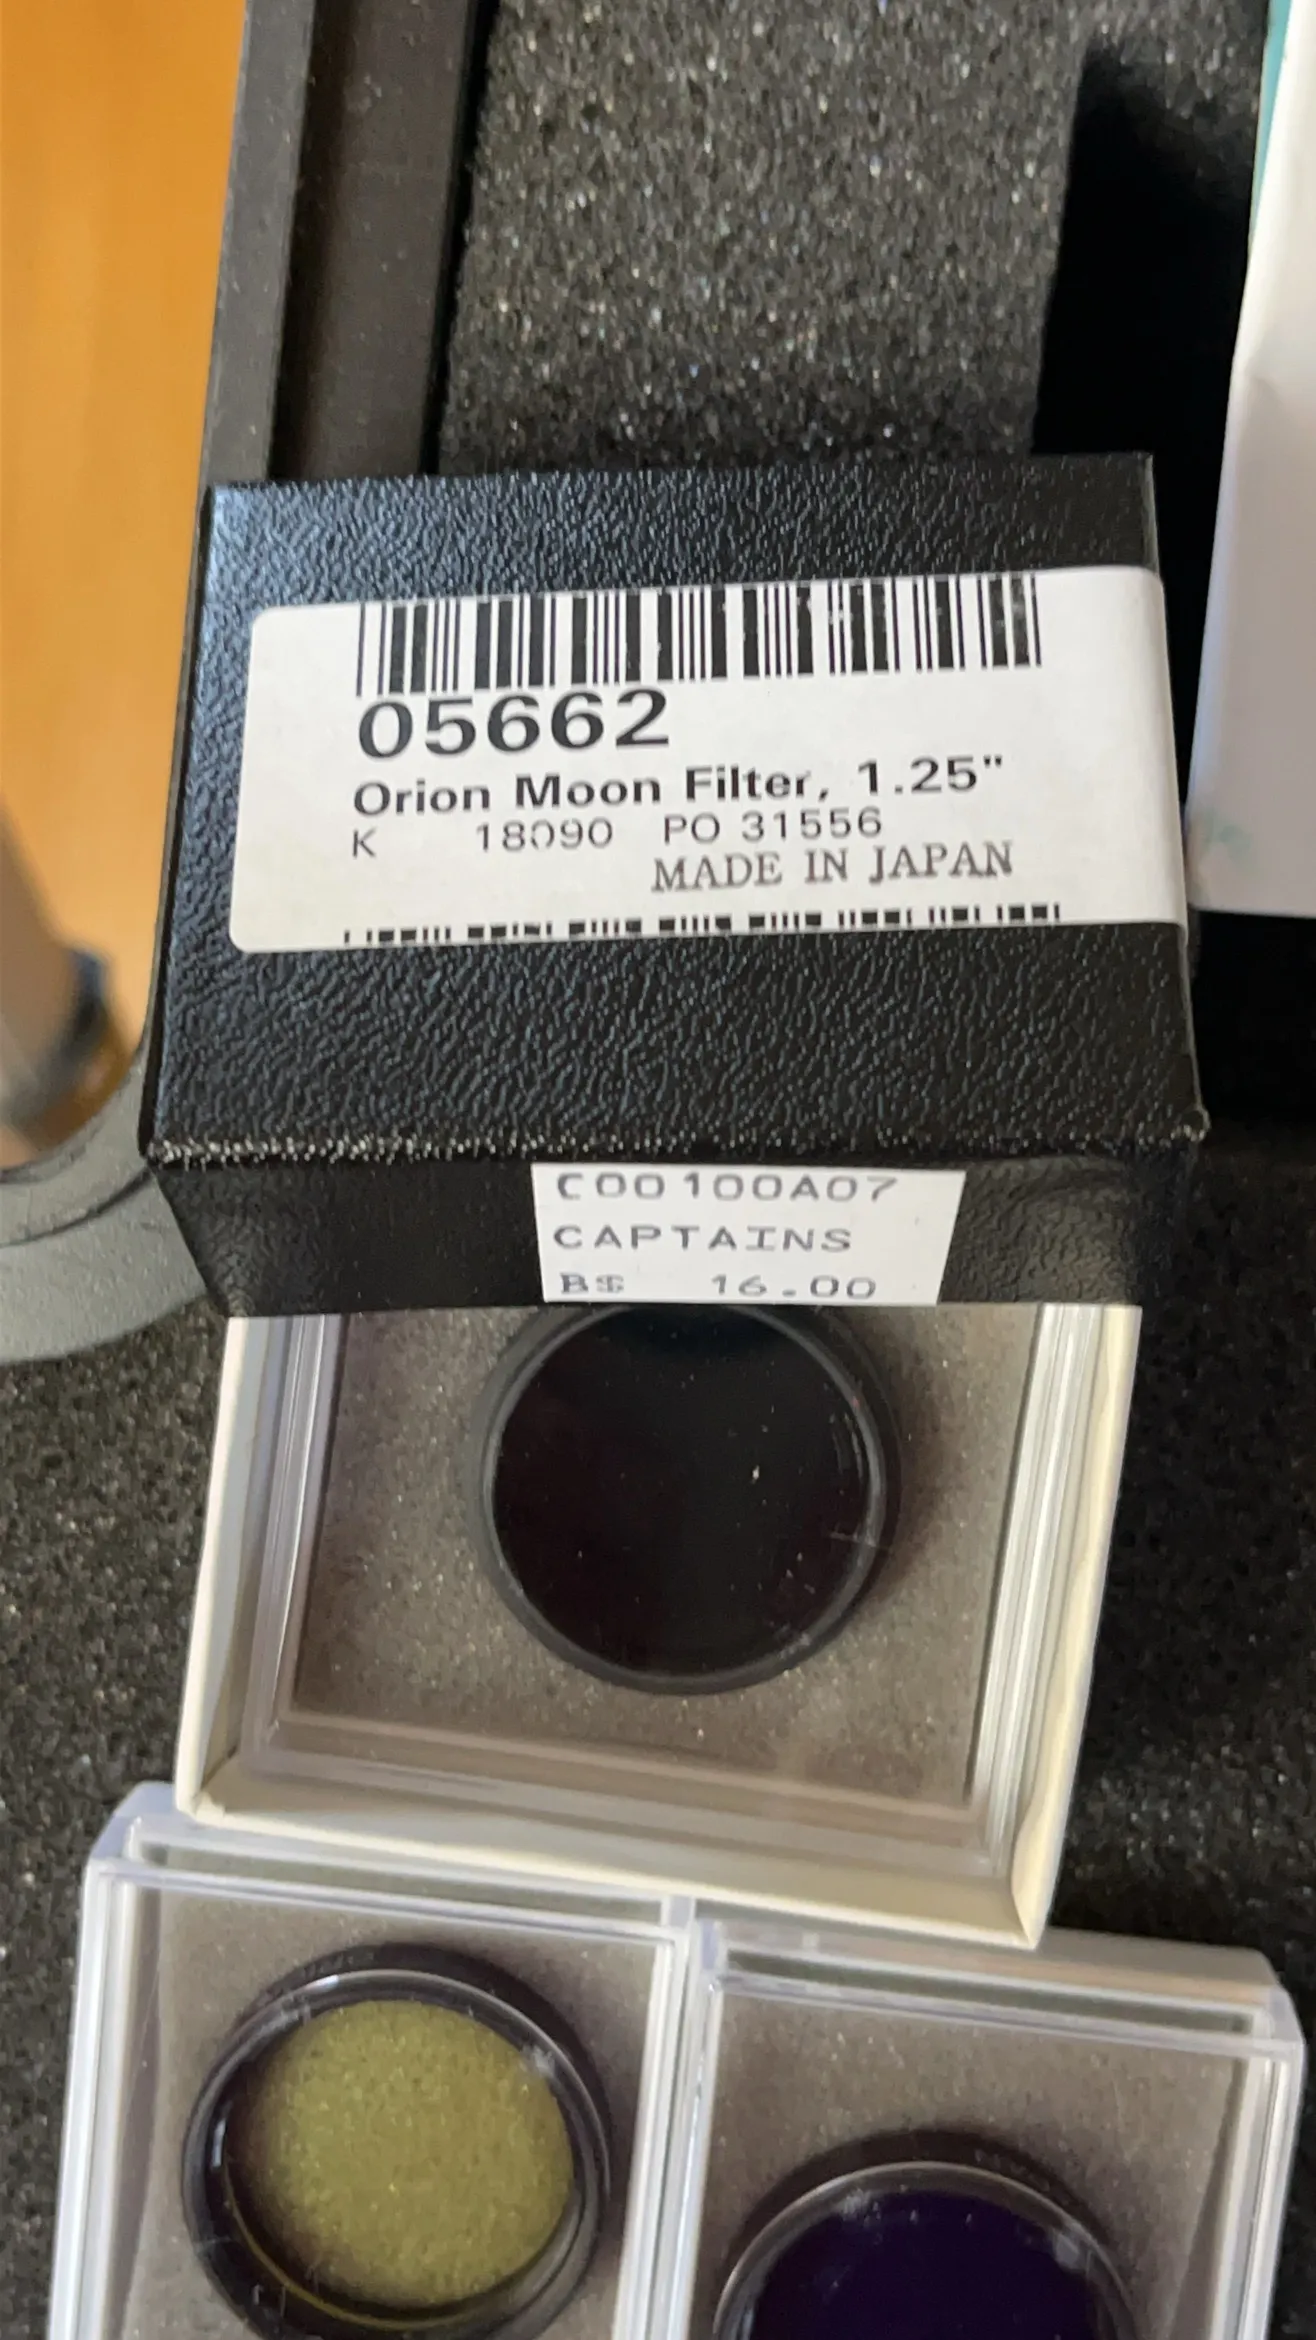 05662
Orion Moon Filter, 1.25"
K 18090 PO 31556
MADE IN JAPAN
C00100A07
CAPTAINS
B$ 16.00